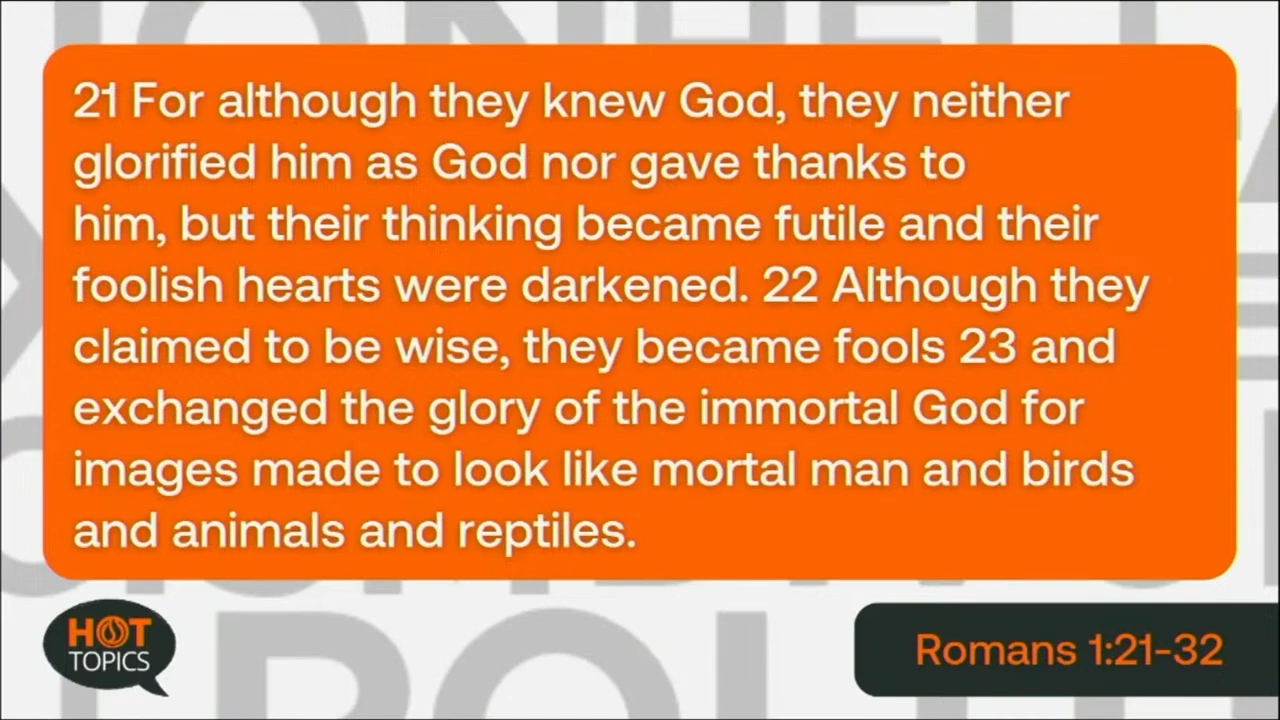 21 For although they knew God, they neither
glorified him as God nor gave thanks to
him, but their thinking became futile and their
foolish hearts were darkened. 22 Although they
claimed to be wise, they became fools 23 and
exchanged the glory of the immortal God for
images made to look like mortal man and birds
and animals and reptiles.
HOT
TOPICS
Romans 1:21-32